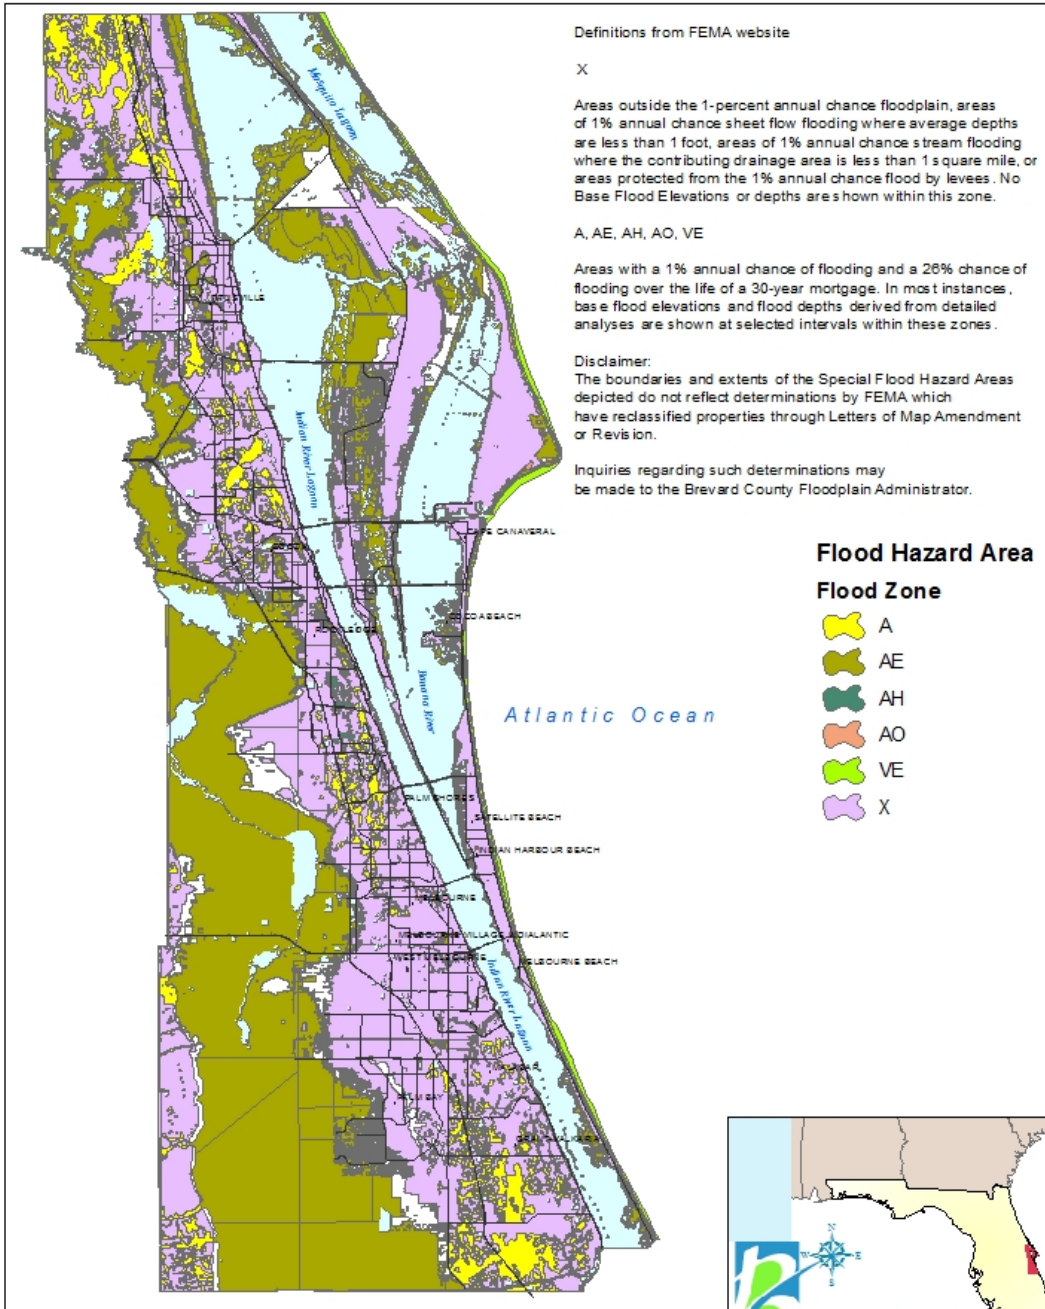 Definitions from FEMA website
X
Areas outside the 1-percent annual chance floodplain, areas
of 1% annual chance sheet flow flooding where average depths
are less than 1 foot, areas of 1% annual chance stream flooding
where the contributing drainage area is less than 1 square mile, or
areas protected from the 1% annual chance flood by levees. No
Base Flood Elevations or depths are shown within this zone.
A, AE, AH, AO, VE
Areas with a 1% annual chance of flooding and a 26% chance of
flooding over the life of a 30-year mortgage. In most instances,
base flood elevations and flood depths derived from detailed
analyses are shown at selected intervals within these zones.
Disclaimer:
The boundaries and extents of the Special Flood Hazard Areas
depicted do not reflect determinations by FEMA which
have reclassified properties through Letters of Map Amendment
or Revision.
Inquiries regarding such determinations may
be made to the Brevard County Floodplain Administrator.
Mosquito Lagoon
Indian River Lagoon
CAPE CANAVERAL
COCOA BEACH
ROCKLEDGE
Banana River
Atlantic Ocean
PALM SHORES
SATELLITE BEACH
INDIAN HARBOUR BEACH
MELBOURNE
MELBOURNE VILLAGE
INDIALANTIC
WEST MELBOURNE
MELBOURNE BEACH
Indian River Lagoon
PALM BAY
Flood Hazard Area
Flood Zone
A
AE
AH
AO
VE
X
N
W
E
S